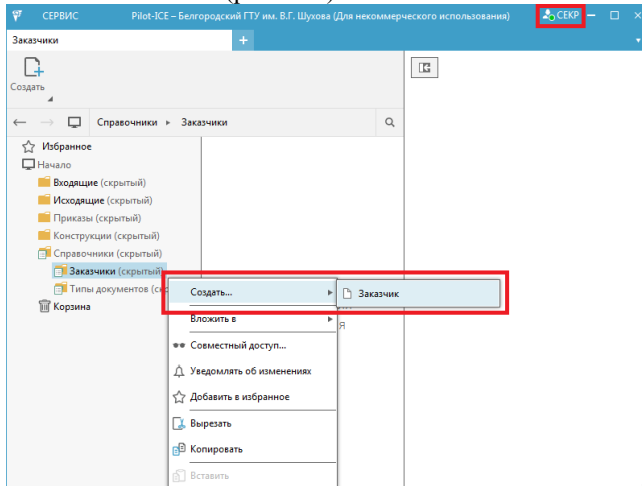 СЕРВИС Pilot-ICE – Белгородский ГТУ им. В.Г. Шухова (Для некоммерческого использования) СЕКР
Заказчики
Создать
Справочники Заказчики
Избранное
Начало
Входящие (скрытый)
Исходящие (скрытый)
Приказы (скрытый)
Конструкции (скрытый)
Справочники (скрытый)
Заказчики (скрытый)
Типы документов (с
Корзина
Создать...
Заказчик
Вложить в
я
Совместный доступ...
Уведомлять об изменениях
Добавить в избранное
Вырезать
Копировать
Вставить